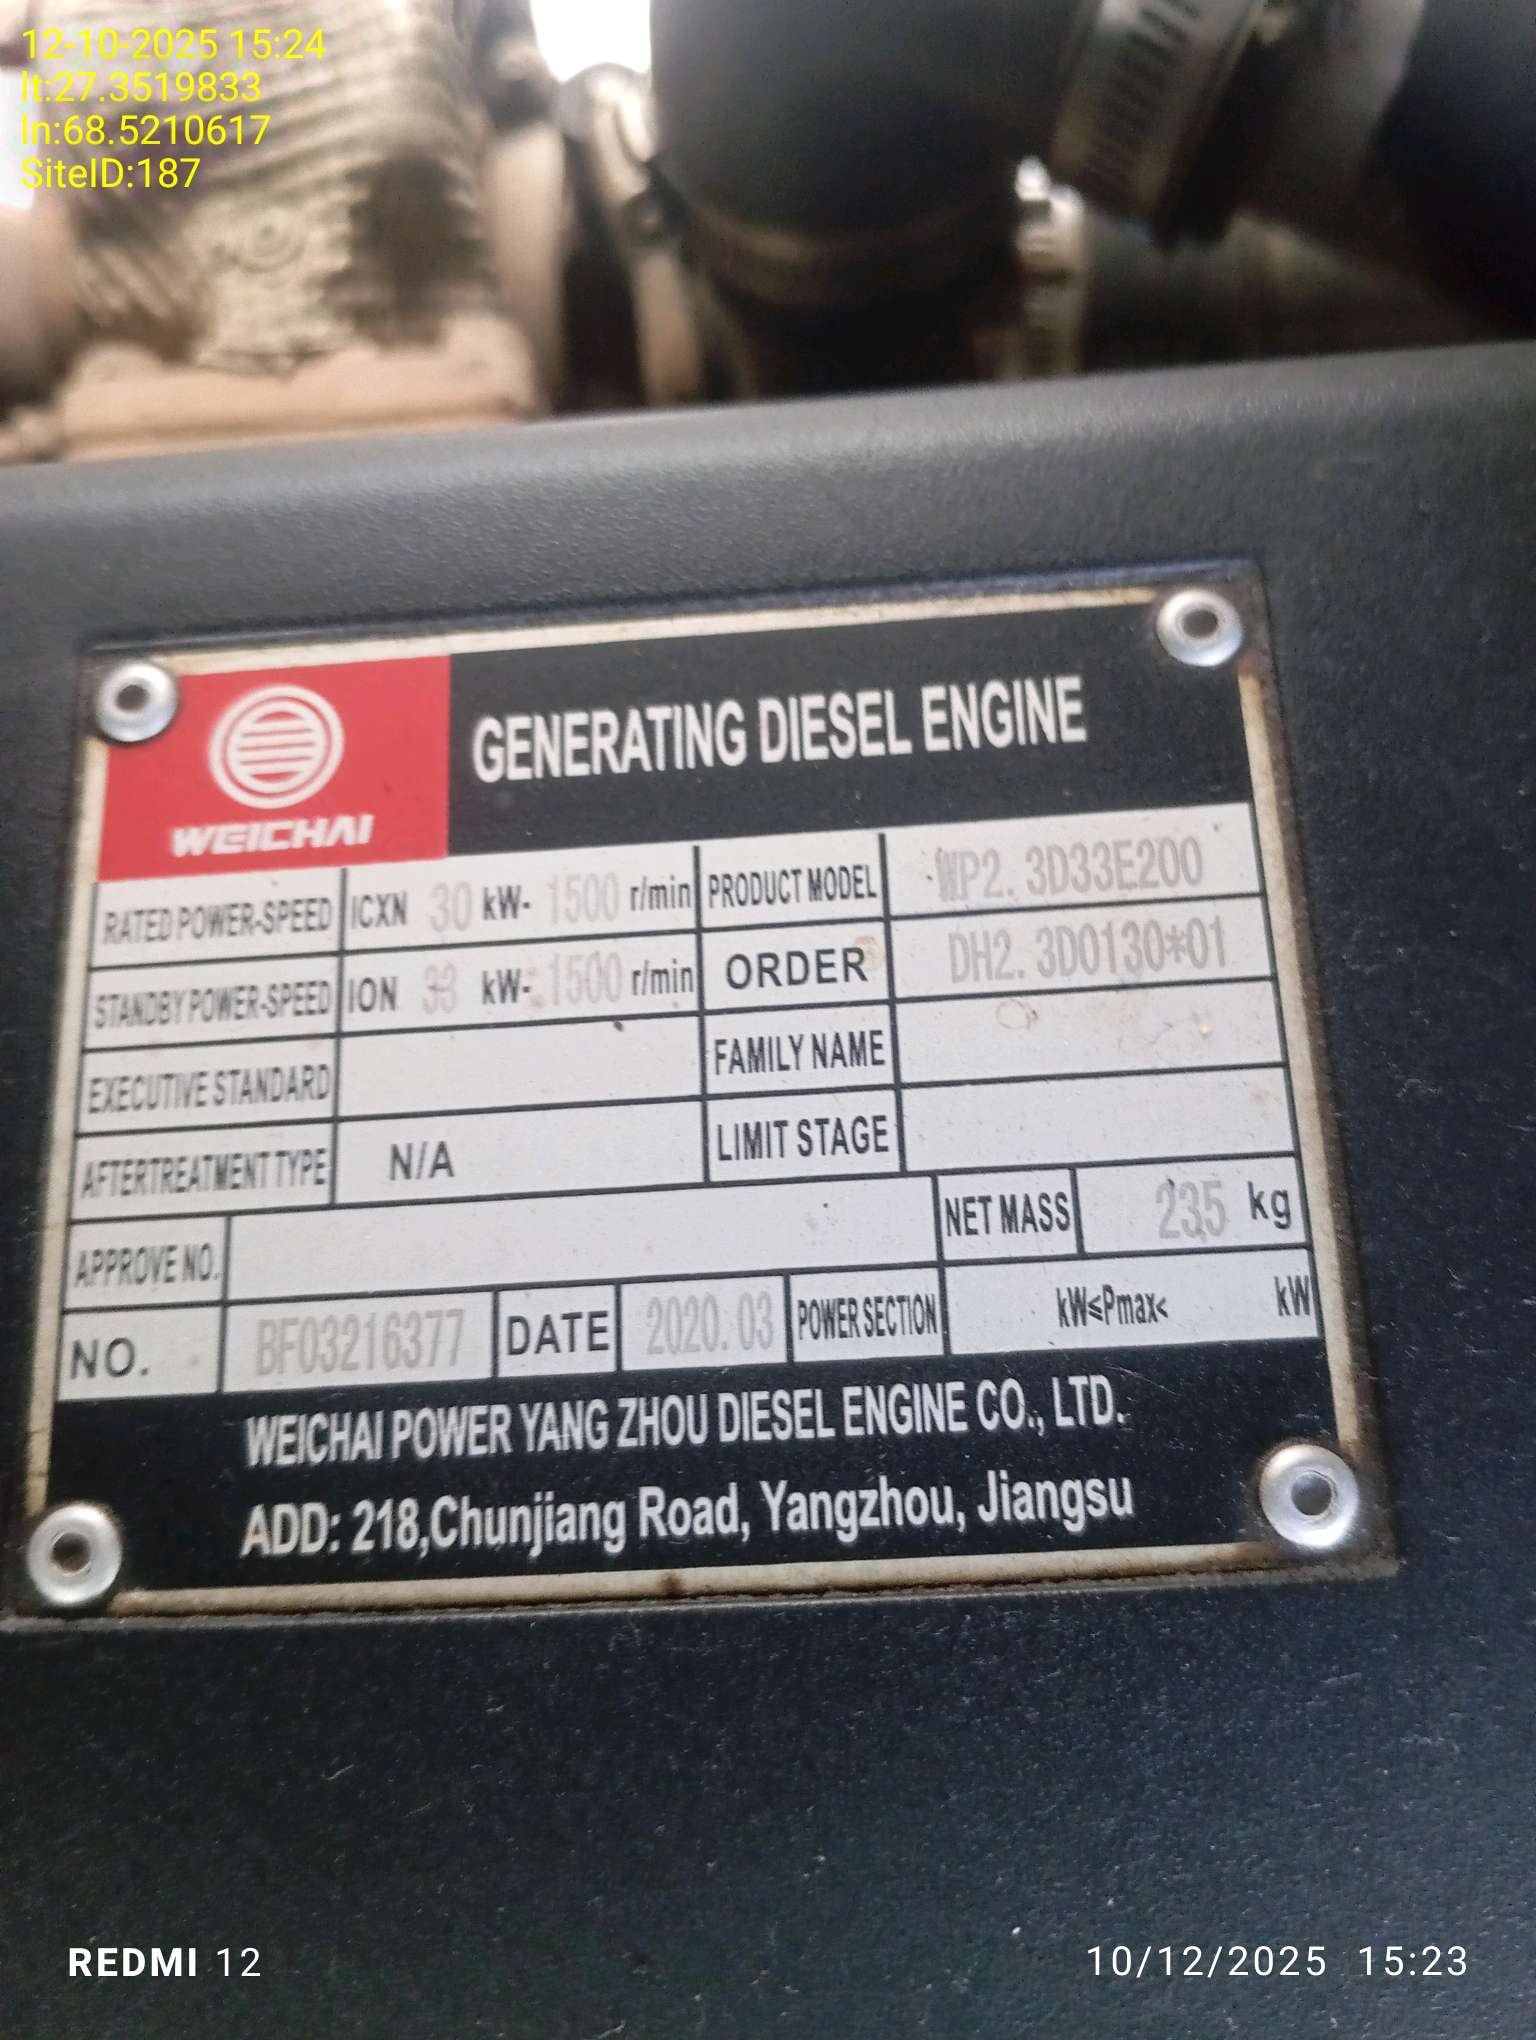 12-10-2025 15:24
lt:27.3519833
ln:68.5210617
SiteID:187
WEICHAI
GENERATING DIESEL ENGINE
RATED POWER-SPEED ICXN 30 kW- 1500 r/min PRODUCT MODEL WP2.3D33E200
STANDBY POWER-SPEED ION 33 kW- 1500 r/min ORDER DH2.3D0130*01
EXECUTIVE STANDARD FAMILY NAME
AFTERTREATMENT TYPE N/A LIMIT STAGE
APPROVE NO. NET MASS 235 kg
NO. BF03216377 DATE 2020.03 POWER SECTION kW≤Pmax< kW
WEICHAI POWER YANG ZHOU DIESEL ENGINE CO., LTD.
ADD: 218,Chunjiang Road, Yangzhou, Jiangsu
REDMI 12
10/12/2025 15:23